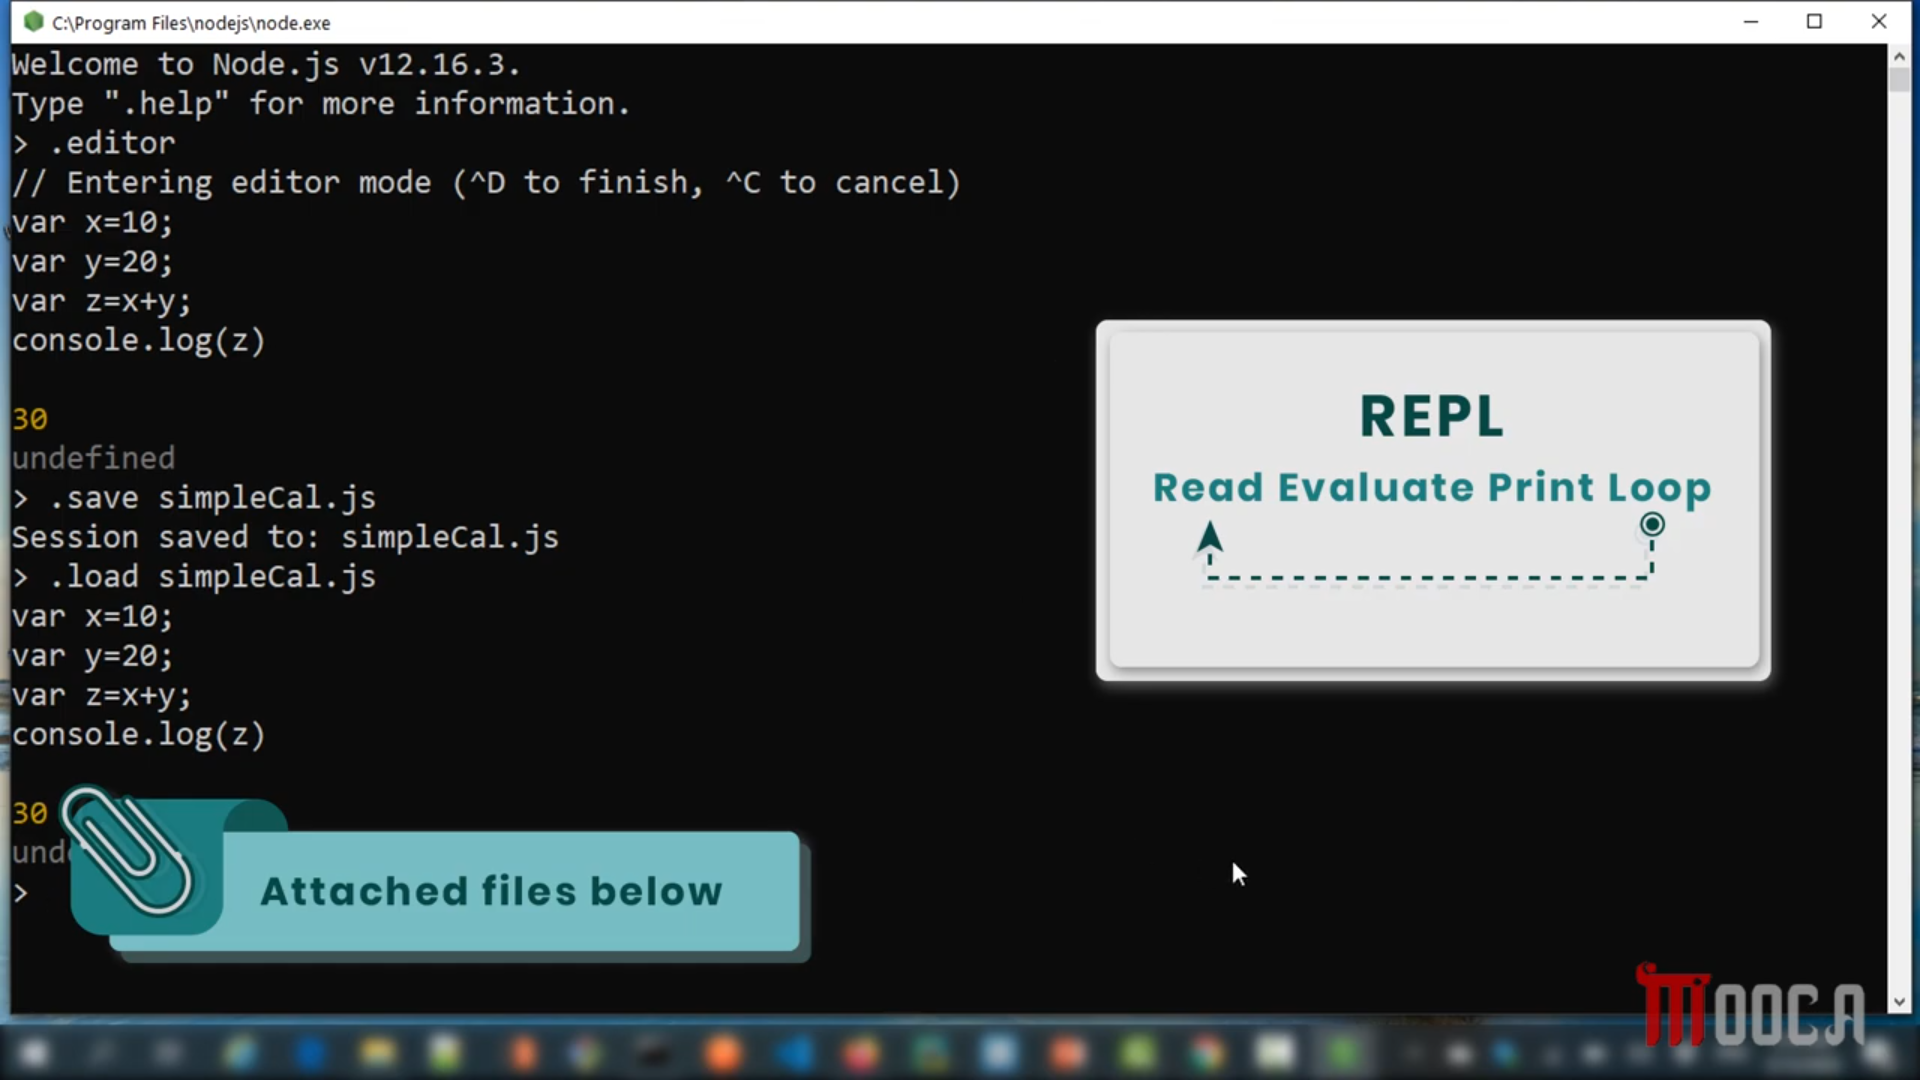 C:\Program Files\nodejs\node.exe
Welcome to Node.js v12.16.3.
Type ".help" for more information.
> .editor
// Entering editor mode (^D to finish, ^C to cancel)
var x=10;
var y=20;
var z=x+y;
console.log(z)
30
undefined
> .save simpleCal.js
Session saved to: simpleCal.js
> .load simpleCal.js
var x=10;
var y=20;
var z=x+y;
console.log(z)
30
>
REPL
Read Evaluate Print Loop
Attached files below
MOOCA